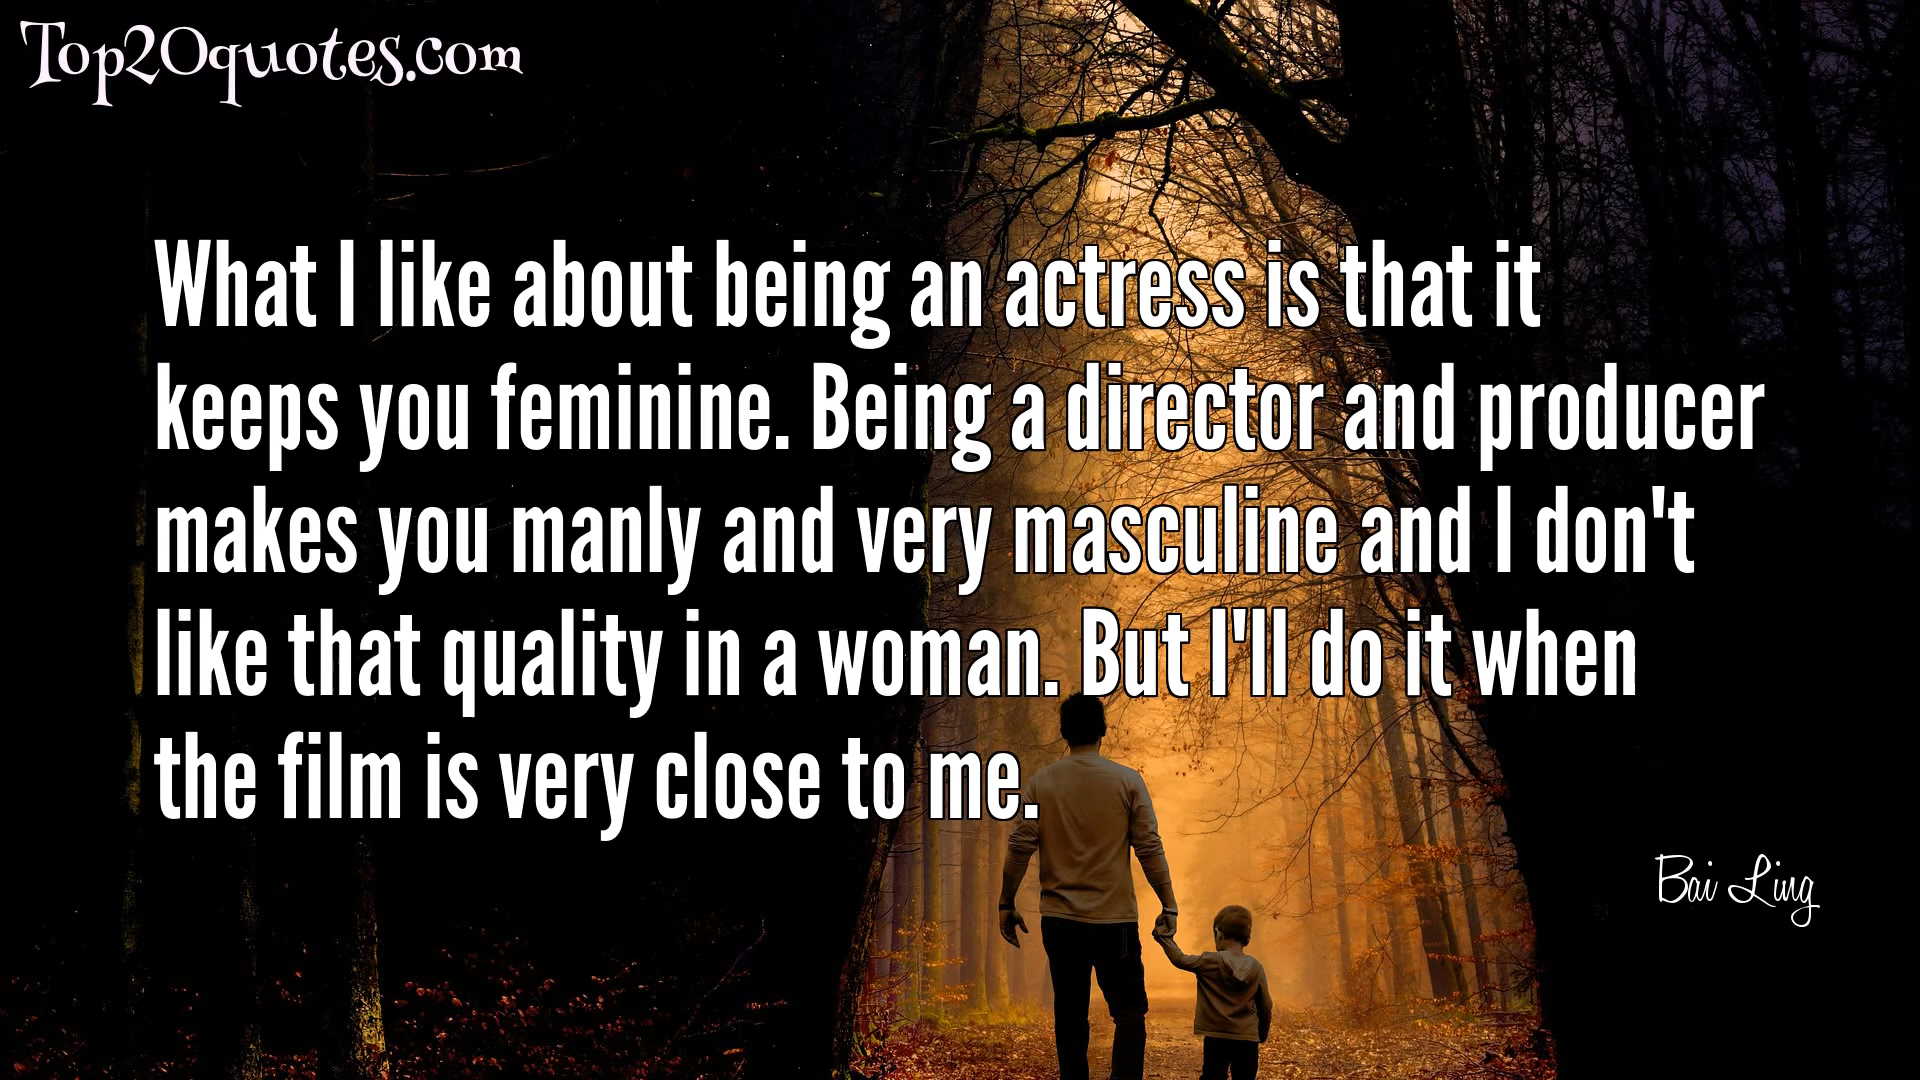 Top20quotes.com
What I like about being an actress is that it
keeps you feminine. Being a director and producer
makes you manly and very masculine and I don't
like that quality in a woman. But I'll do it when
the film is very close to me.
Bai Ling